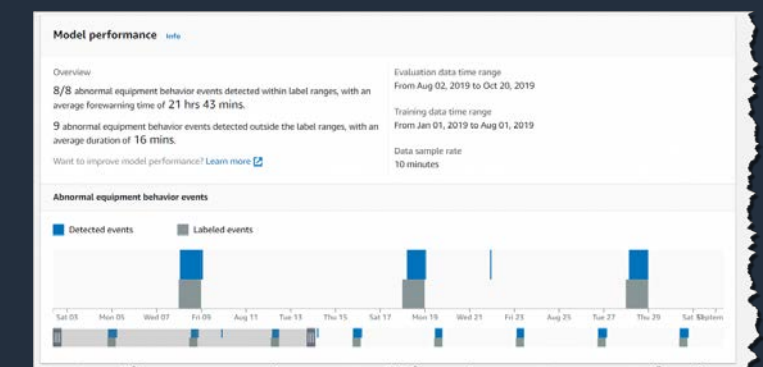 Model performance Info
Overview
8/8 abnormal equipment behavior events detected within label ranges, with an
average forewarning time of 21 hrs 43 mins.
9 abnormal equipment behavior events detected outside the label ranges, with an
average duration of 16 mins.
Want to improve model performance? Learn more
Evaluation data time range
From Aug 02, 2019 to Oct 20, 2019
Training data time range
From Jan 01, 2019 to Aug 01, 2019
Data sample rate
10 minutes
Abnormal equipment behavior events
Detected events Labeled events
Sat 03 Mon 05 Wed 07 Fri 09 Aug 11 Tue 13 Thu 15 Sat 17 Mon 19 Wed 21 Fri 23 Aug 25 Tue 27 Thu 29 Sat